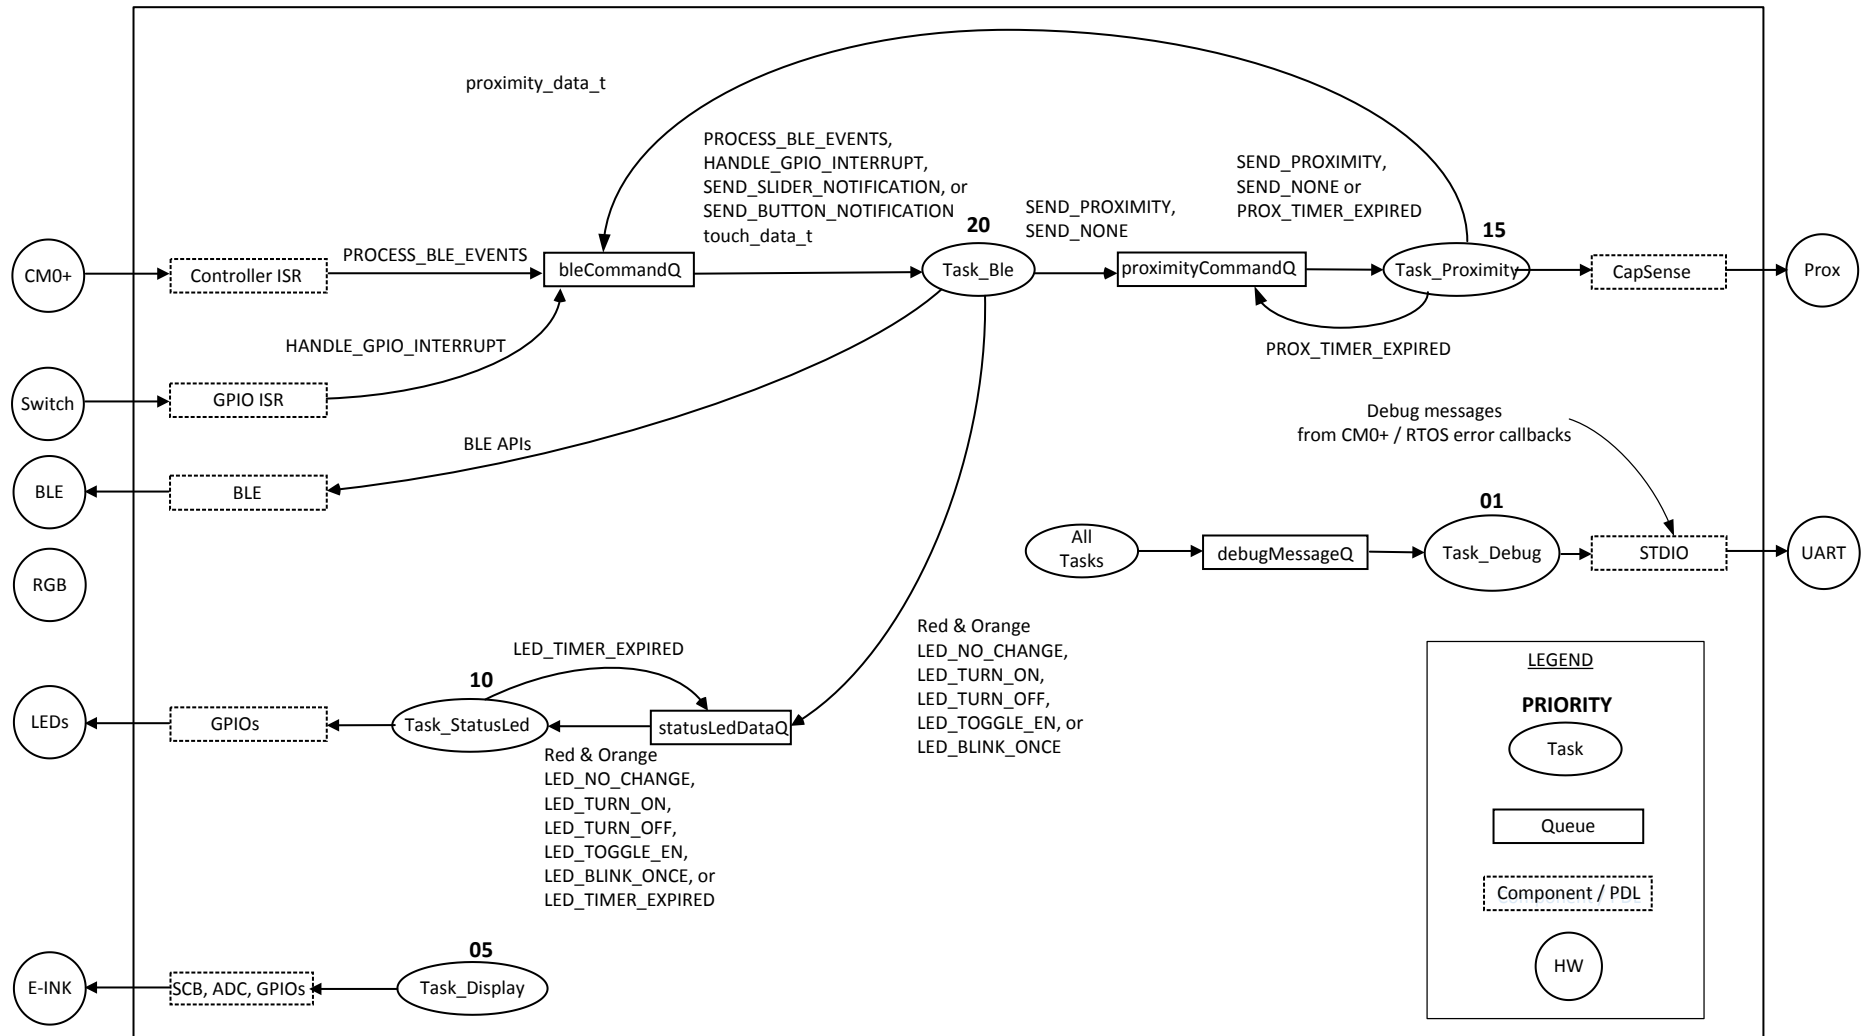 proximity_data_t
PROCESS_BLE_EVENTS,
HANDLE_GPIO_INTERRUPT,
SEND_SLIDER_NOTIFICATION, or
SEND_BUTTON_NOTIFICATION
touch_data_t
SEND_PROXIMITY,
SEND_NONE
SEND_PROXIMITY,
SEND_NONE or
PROX_TIMER_EXPIRED
20
15
CM0+
Controller ISR
PROCESS_BLE_EVENTS
bleCommandQ
Task_Ble
proximityCommandQ
Task_Proximity
CapSense
Prox
HANDLE_GPIO_INTERRUPT
PROX_TIMER_EXPIRED
Switch
GPIO ISR
Debug messages
from CM0+ / RTOS error callbacks
BLE APIs
BLE
BLE
01
All
Tasks
debugMessageQ
Task_Debug
STDIO
UART
RGB
LED_TIMER_EXPIRED
Red & Orange
LED_NO_CHANGE,
LED_TURN_ON,
LED_TURN_OFF,
LED_TOGGLE_EN, or
LED_BLINK_ONCE
10
LEDs
GPIOs
Task_StatusLed
statusLedDataQ
Red & Orange
LED_NO_CHANGE,
LED_TURN_ON,
LED_TURN_OFF,
LED_TOGGLE_EN,
LED_BLINK_ONCE, or
LED_TIMER_EXPIRED
05
E-INK
SCB, ADC, GPIOs
Task_Display
LEGEND
PRIORITY
Task
Queue
Component / PDL
HW